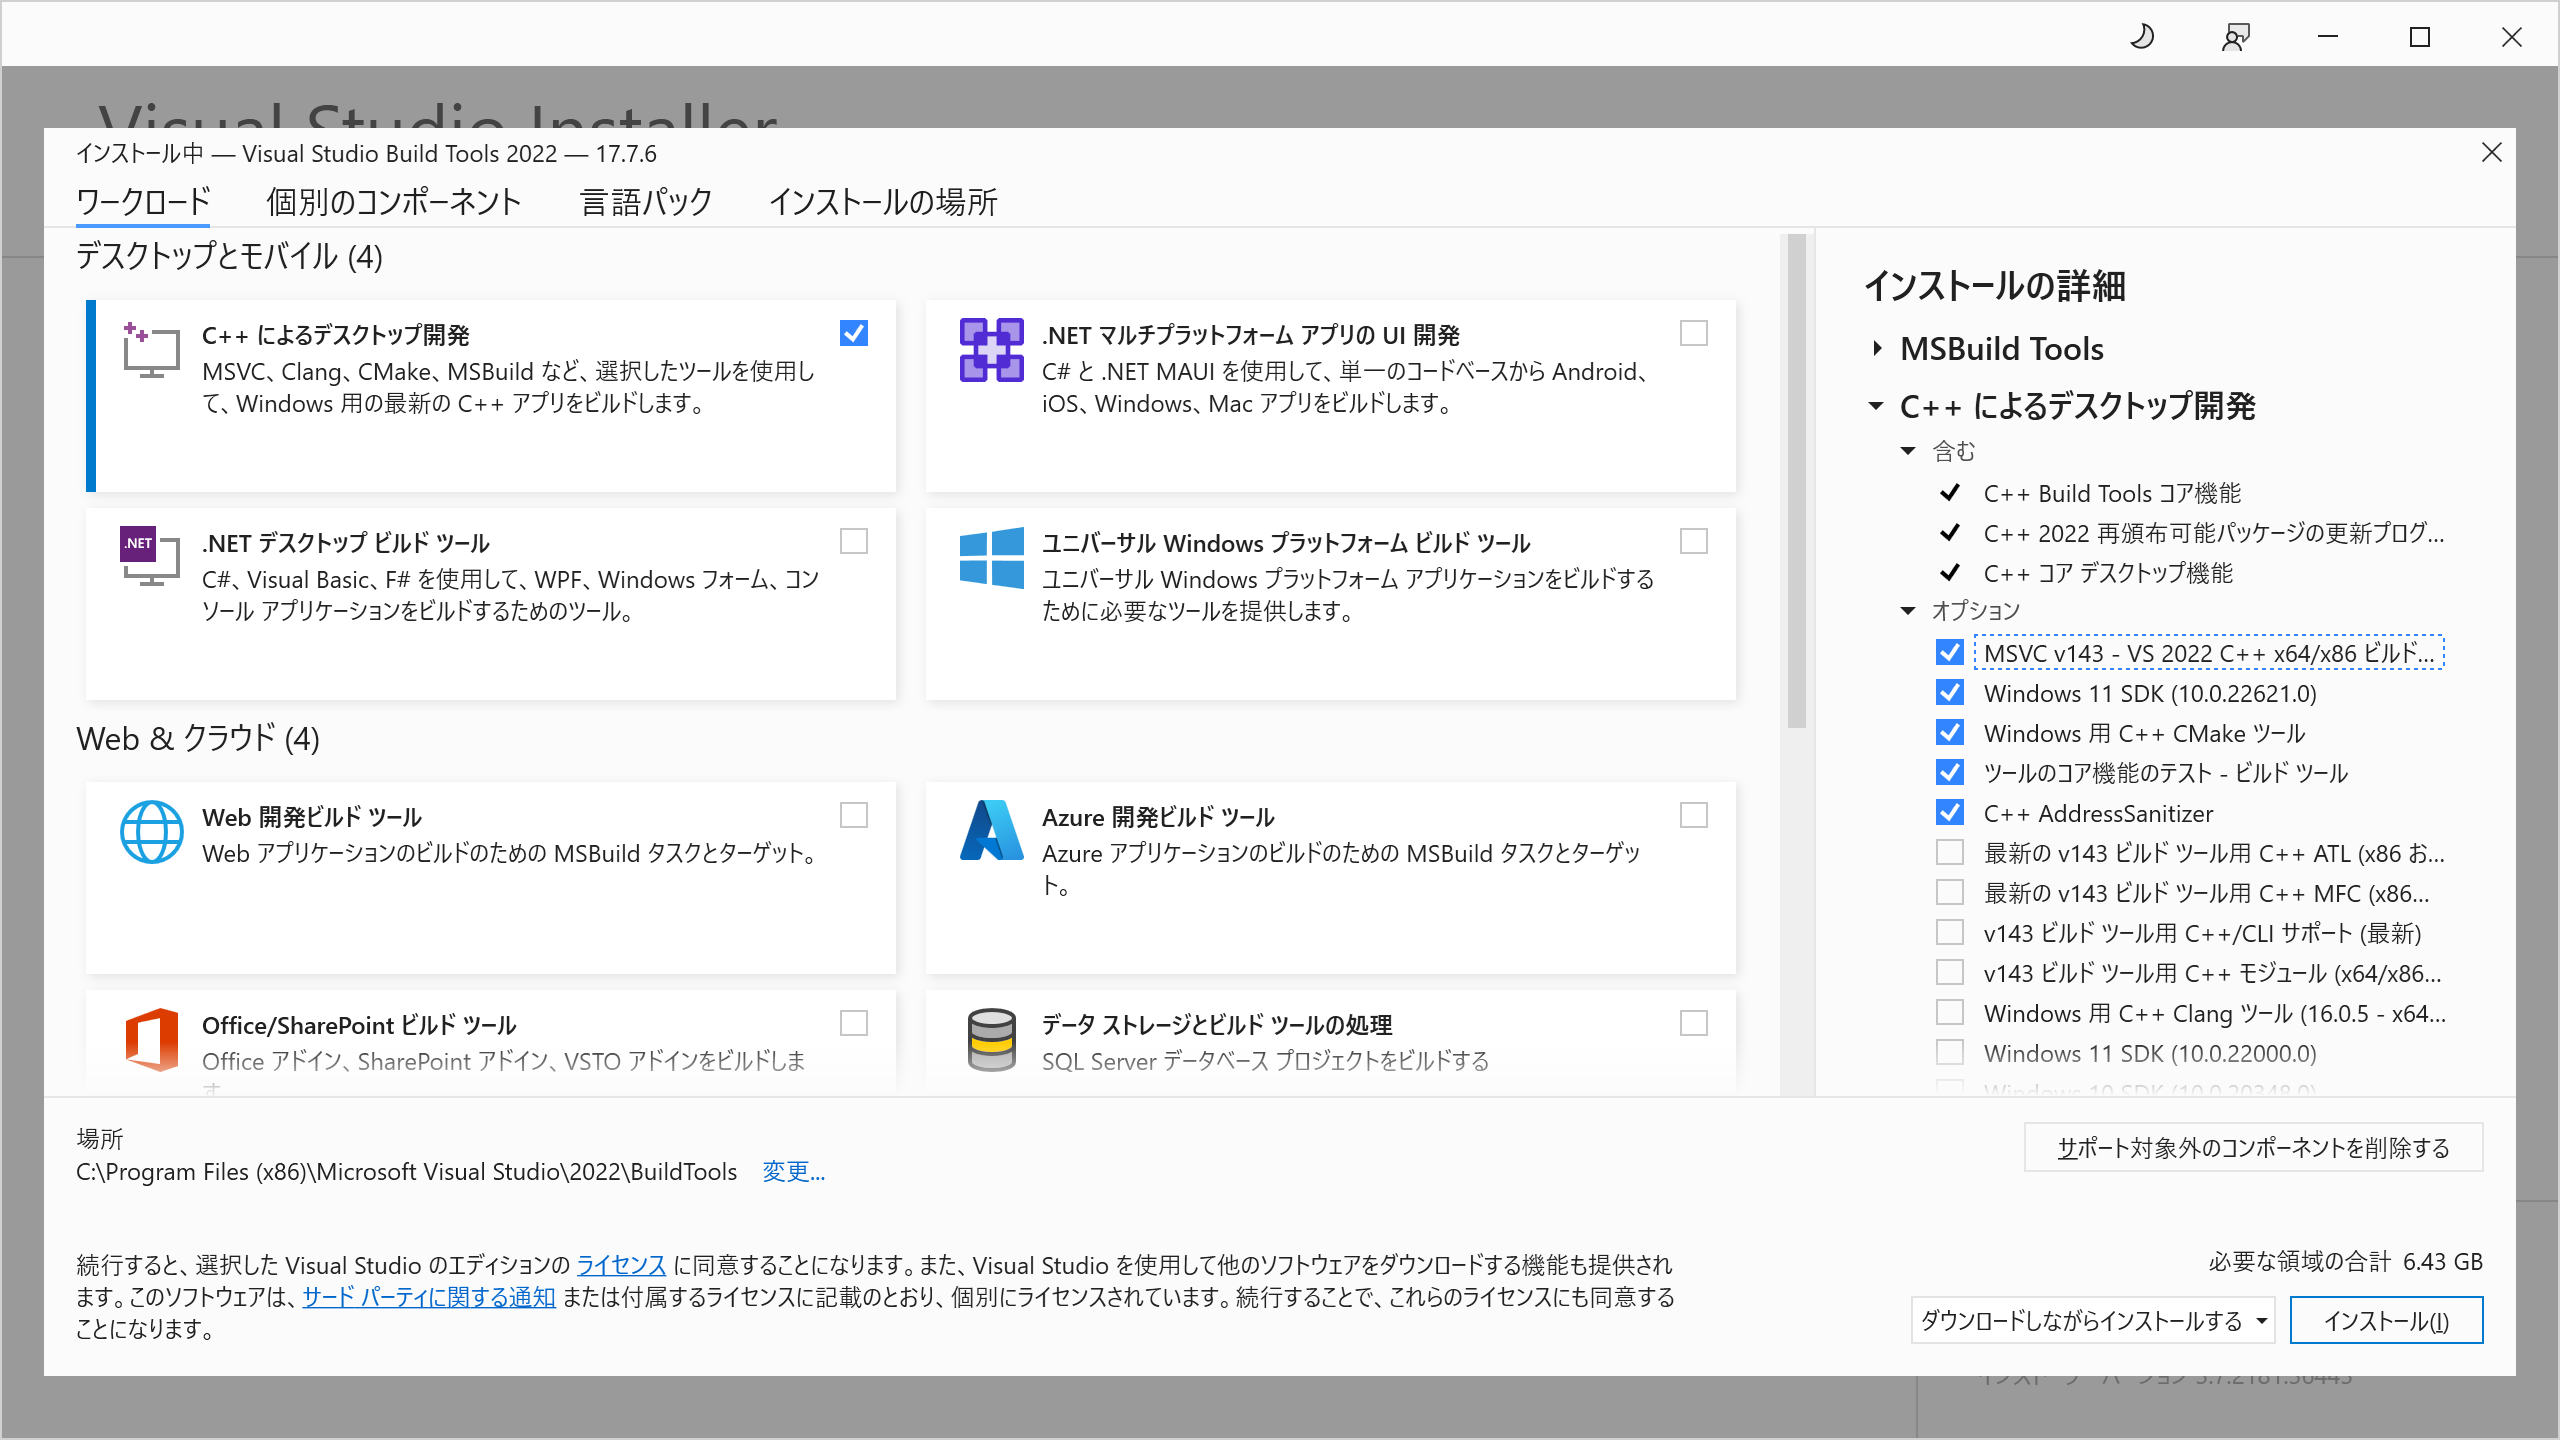 Visual Studio Installer
インストール中 — Visual Studio Build Tools 2022 — 17.7.6
ワークロード 個別のコンポーネント 言語パック インストールの場所
デスクトップとモバイル (4)
C++ によるデスクトップ開発
MSVC、Clang、CMake、MSBuild など、選択したツールを使用し
て、Windows 用の最新の C++ アプリをビルドします。
.NET マルチプラットフォーム アプリの UI 開発
C# と .NET MAUI を使用して、単一のコードベースから Android、
iOS、Windows、Mac アプリをビルドします。
.NET
.NET デスクトップ ビルド ツール
C#、Visual Basic、F# を使用して、WPF、Windows フォーム、コン
ソール アプリケーションをビルドするためのツール。
ユニバーサル Windows プラットフォーム ビルド ツール
ユニバーサル Windows プラットフォーム アプリケーションをビルドする
ために必要なツールを提供します。
Web & クラウド (4)
Web 開発ビルド ツール
Web アプリケーションのビルドのための MSBuild タスクとターゲット。
Azure 開発ビルド ツール
Azure アプリケーションのビルドのための MSBuild タスクとターゲッ
ト。
Office/SharePoint ビルド ツール
Office アドイン、SharePoint アドイン、VSTO アドインをビルドしま
す
データ ストレージとビルド ツールの処理
SQL Server データベース プロジェクトをビルドする
インストールの詳細
MSBuild Tools
C++ によるデスクトップ開発
含む
C++ Build Tools コア機能
C++ 2022 再頒布可能パッケージの更新プログ...
C++ コア デスクトップ機能
オプション
MSVC v143 - VS 2022 C++ x64/x86 ビルド...
Windows 11 SDK (10.0.22621.0)
Windows 用 C++ CMake ツール
ツールのコア機能のテスト - ビルド ツール
C++ AddressSanitizer
最新の v143 ビルド ツール用 C++ ATL (x86 お...
最新の v143 ビルド ツール用 C++ MFC (x86...
v143 ビルド ツール用 C++/CLI サポート (最新)
v143 ビルド ツール用 C++ モジュール (x64/x86...
Windows 用 C++ Clang ツール (16.0.5 - x64...
Windows 11 SDK (10.0.22000.0)
Windows 10 SDK (10.0.20348.0)
場所
C:\Program Files (x86)\Microsoft Visual Studio\2022\BuildTools 変更...
サポート対象外のコンポーネントを削除する
続行すると、選択した Visual Studio のエディションの ライセンス に同意することになります。また、Visual Studio を使用して他のソフトウェアをダウンロードする機能も提供され
ます。このソフトウェアは、サード パーティに関する通知 または付属するライセンスに記載のとおり、個別にライセンスされています。続行することで、これらのライセンスにも同意する
ことになります。
必要な領域の合計 6.43 GB
ダウンロードしながらインストールする
インストール(I)